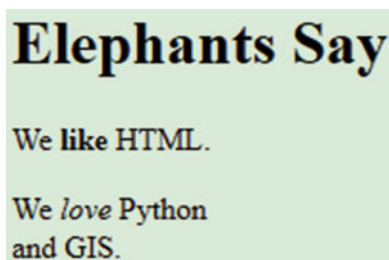 Elephants Say
We like HTML.
We love Python
and GIS.